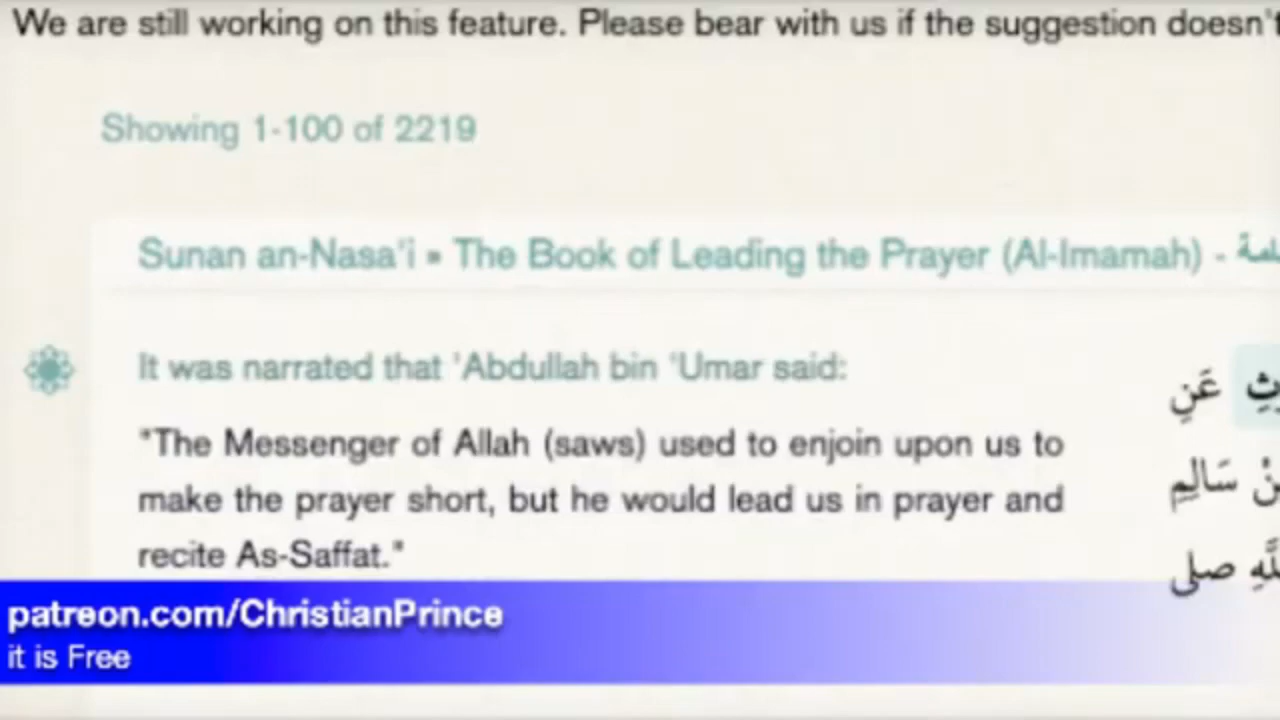 We are still working on this feature. Please bear with us if the suggestion doesn't
Showing 1-100 of 2219
Sunan an-Nasa'i » The Book of Leading the Prayer (Al-Imamah) -
It was narrated that 'Abdullah bin 'Umar said:
"The Messenger of Allah (saws) used to enjoin upon us to
make the prayer short, but he would lead us in prayer and
recite As-Saffat."
عَنِ
سَالِمِ
صلى
patreon.com/ChristianPrince
it is Free